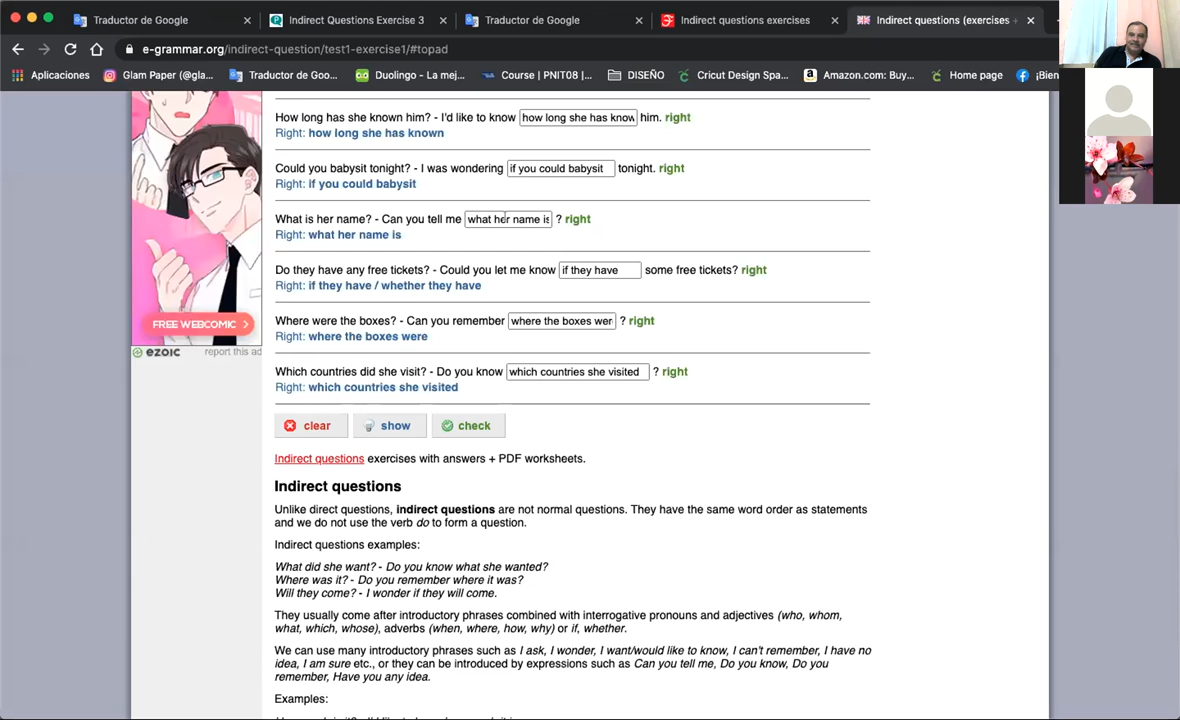 Traductor de Google
Indirect Questions Exercise 3
Traductor de Google
Indirect questions exercises
Indirect questions (exercises +
e-grammar.org/indirect-question/test1-exercise1/#topad
Aplicaciones
Glam Paper (@gla...
Traductor de Goo...
Duolingo - La mej...
Course | PNIT08 |...
DISEÑO
Cricut Design Spa...
Amazon.com: Buy...
Home page
¡Bien
How long has she known him? - I'd like to know how long she has know him. right
Right: how long she has known
Could you babysit tonight? - I was wondering if you could babysit tonight. right
Right: if you could babysit
What is her name? - Can you tell me what her name is ? right
Right: what her name is
Do they have any free tickets? - Could you let me know if they have some free tickets? right
Right: if they have / whether they have
Where were the boxes? - Can you remember where the boxes wer ? right
Right: where the boxes were
Which countries did she visit? - Do you know which countries she visited ? right
Right: which countries she visited
FREE WEBCOMIC >
ezoic
report this ad
clear
show
check
Indirect questions exercises with answers + PDF worksheets.
Indirect questions
Unlike direct questions, indirect questions are not normal questions. They have the same word order as statements
and we do not use the verb do to form a question.
Indirect questions examples:
What did she want? - Do you know what she wanted?
Where was it? - Do you remember where it was?
Will they come? - I wonder if they will come.
They usually come after introductory phrases combined with interrogative pronouns and adjectives (who, whom,
what, which, whose), adverbs (when, where, how, why) or if, whether.
We can use many introductory phrases such as I ask, I wonder, I want/would like to know, I can't remember, I have no
idea, I am sure etc., or they can be introduced by expressions such as Can you tell me, Do you know, Do you
remember, Have you any idea.
Examples: